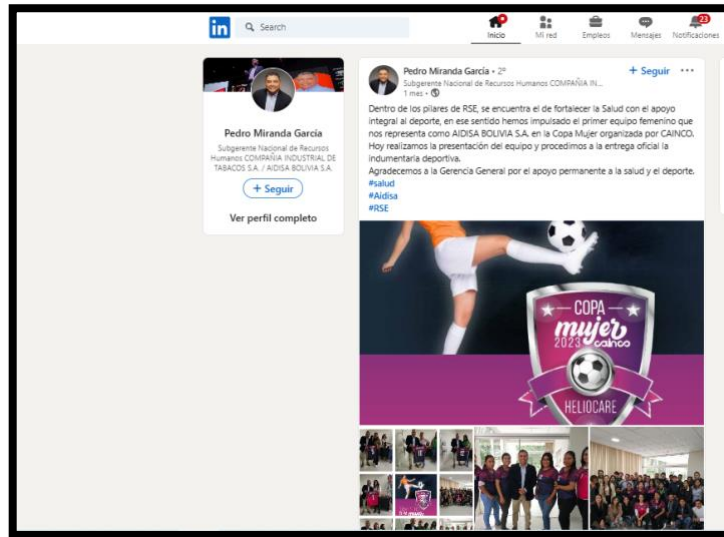 in
Search
Inicio
Mi red
Empleos
Mensajes
23
Notificaciones
Pedro Miranda García
Subgerente Nacional de Recursos
Humanos COMPAÑÍA INDUSTRIAL DE
TABACOS S.A. / AIDISA BOLIVIA S.A.
+ Seguir
Ver perfil completo
Pedro Miranda García • 2º
+ Seguir ···
Subgerente Nacional de Recursos Humanos COMPAÑÍA IN...
1 mes •
Dentro de los pilares de RSE, se encuentra el de fortalecer la Salud con el apoyo
integral al deporte, en ese sentido hemos impulsado el primer equipo femenino que
nos representa como AIDISA BOLIVIA S.A. en la Copa Mujer organizada por CAINCO.
Hoy realizamos la presentación del equipo y procedimos a la entrega oficial la
indumentaria deportiva.
Agradecemos a la Gerencia General por el apoyo permanente a la salud y el deporte.
#salud
#Aidisa
#RSE
COPA
mujer
2023 cainco
HELIOCARE